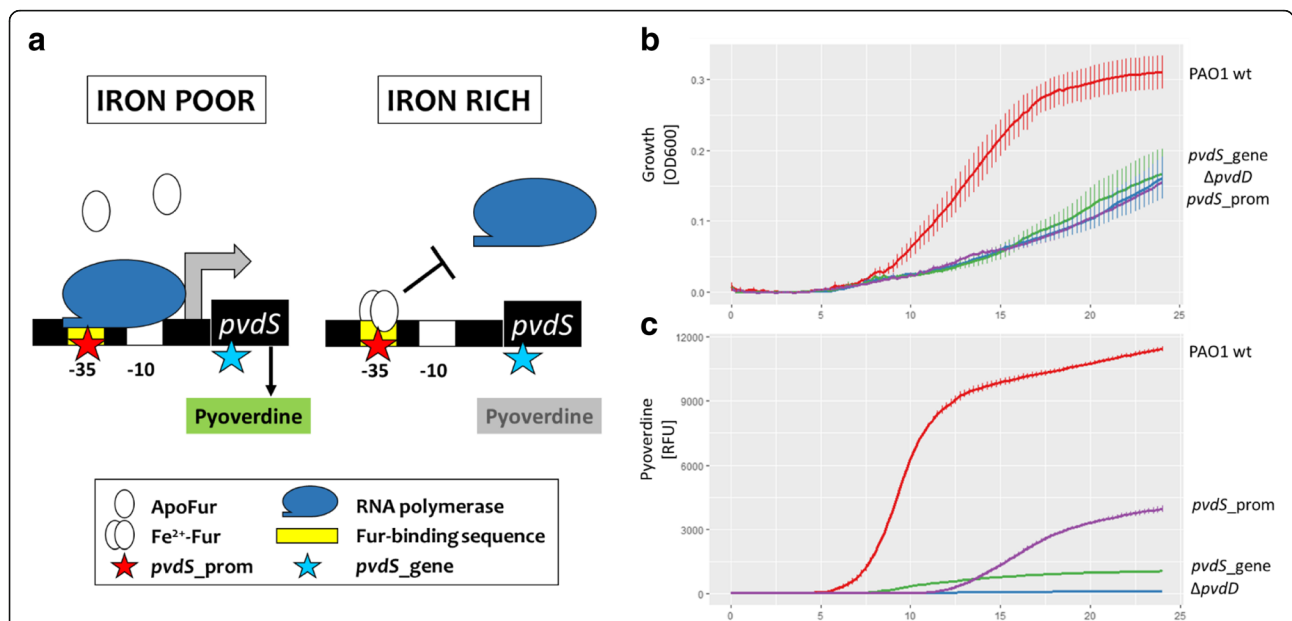 a
IRON POOR
IRON RICH
pvdS
pvdS
-35
-10
-35
-10
Pyoverdine
Pyoverdine
ApoFur
RNA polymerase
Fe²⁺-Fur
Fur-binding sequence
pvdS_prom
pvdS_gene
b
Growth
[OD600]
0.3
0.2
0.1
0.0
0
5
10
15
20
25
PAO1 wt
pvdS_gene
ΔpvdD
pvdS_prom
c
Pyoverdine
[RFU]
12000
9000
6000
3000
0
0
5
10
15
20
25
PAO1 wt
pvdS_prom
pvdS_gene
ΔpvdD